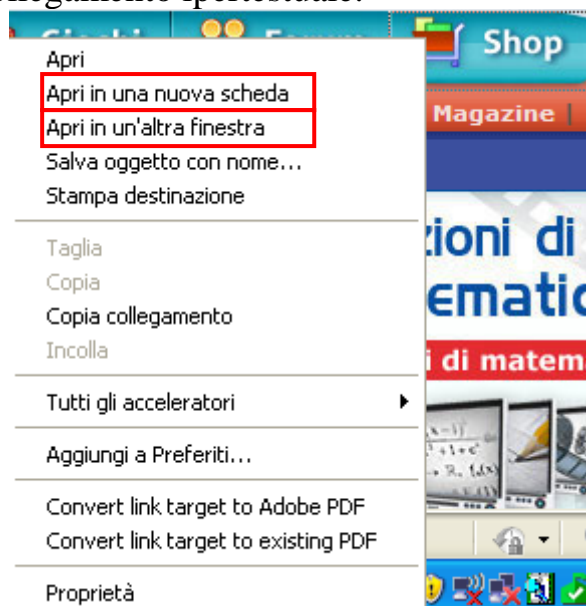 Giochi Forum Shop
Apri
Apri in una nuova scheda
Apri in un'altra finestra
Magazine |
Salva oggetto con nome...
Stampa destinazione
Taglia
zioni di
Copia
ematic
Copia collegamento
Incolla
i di matem
Tutti gli acceleratori
Aggiungi a Preferiti...
Convert link target to Adobe PDF
Convert link target to existing PDF
Proprietà